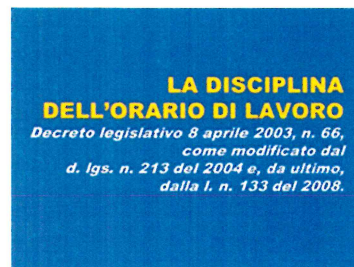 LA DISCIPLINA
DELL'ORARIO DI LAVORO
Decreto legislativo 8 aprile 2003, n. 66,
come modificato dal
d. lgs. n. 213 del 2004 e, da ultimo,
dalla l. n. 133 del 2008.